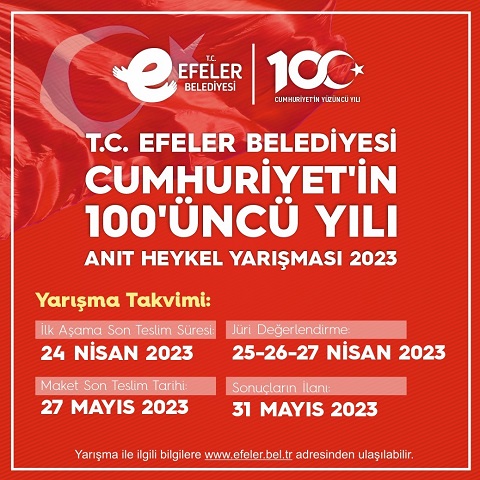 T.C.
EFELER
BELEDİYESİ
100
CUMHURİYET'İN YÜZÜNCÜ YILI
T.C. EFELER BELEDİYESİ
CUMHURİYET'İN
100'ÜNCÜ YILI
ANIT HEYKEL YARIŞMASI 2023
Yarışma Takvimi:
İlk Aşama Son Teslim Süresi:
24 NİSAN 2023
Jüri Değerlendirme:
25-26-27 NİSAN 2023
Maket Son Teslim Tarihi:
27 MAYIS 2023
Sonuçların İlanı:
31 MAYIS 2023
Yarışma ile ilgili bilgilere www.efeler.bel.tr adresinden ulaşılabilir.